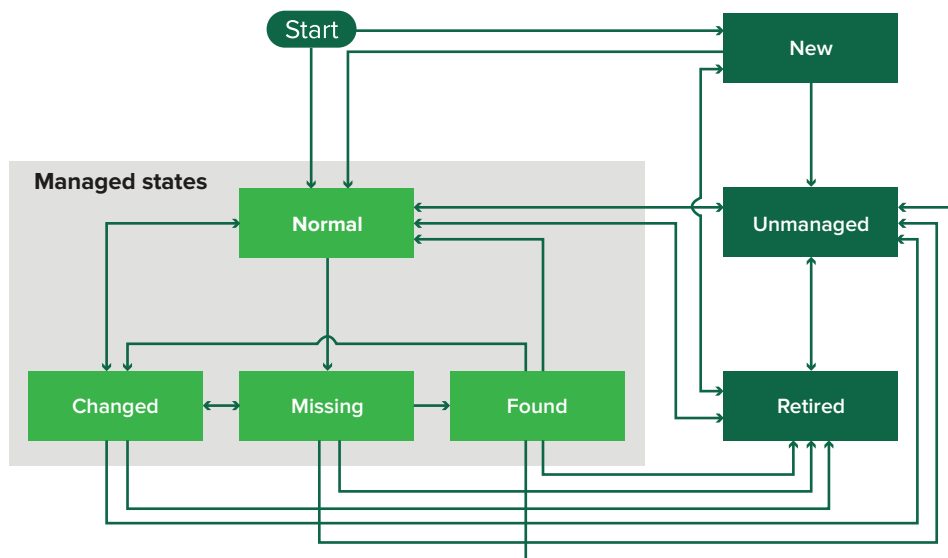 Start
New
Managed states
Normal
Unmanaged
Changed
Missing
Found
Retired